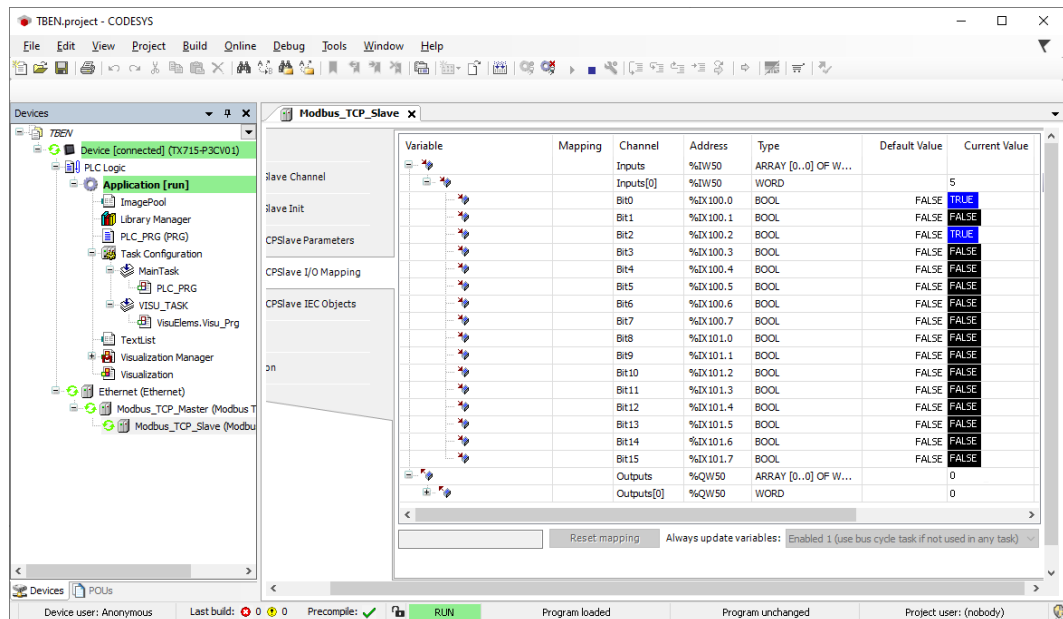 TBEN.project - CODESYS
File Edit View Project Build Online Debug Tools Window Help
Devices
Modbus_TCP_Slave
TBEN
Device [connected] (TX715-P3CV01)
PLC Logic
Application [run]
ImagePool
Library Manager
PLC_PRG (PRG)
Task Configuration
MainTask
PLC_PRG
VISU_TASK
VisuElems.Visu_Prg
TextList
Visualization Manager
Visualization
Ethernet (Ethernet)
Modbus_TCP_Master (Modbus T
Modbus_TCP_Slave (Modbu
Devices POUs
Slave Channel
Slave Init
CPSlave Parameters
CPSlave I/O Mapping
CPSlave IEC Objects
on
Variable Mapping Channel Address Type Default Value Current Value
Inputs %IW50 ARRAY [0..0] OF W...
Inputs[0] %IW50 WORD 5
Bit0 %IX100.0 BOOL FALSE TRUE
Bit1 %IX100.1 BOOL FALSE FALSE
Bit2 %IX100.2 BOOL FALSE TRUE
Bit3 %IX100.3 BOOL FALSE FALSE
Bit4 %IX100.4 BOOL FALSE FALSE
Bit5 %IX100.5 BOOL FALSE FALSE
Bit6 %IX100.6 BOOL FALSE FALSE
Bit7 %IX100.7 BOOL FALSE FALSE
Bit8 %IX101.0 BOOL FALSE FALSE
Bit9 %IX101.1 BOOL FALSE FALSE
Bit10 %IX101.2 BOOL FALSE FALSE
Bit11 %IX101.3 BOOL FALSE FALSE
Bit12 %IX101.4 BOOL FALSE FALSE
Bit13 %IX101.5 BOOL FALSE FALSE
Bit14 %IX101.6 BOOL FALSE FALSE
Bit15 %IX101.7 BOOL FALSE FALSE
Outputs %QW50 ARRAY [0..0] OF W... 0
Outputs[0] %QW50 WORD 0
Reset mapping Always update variables: Enabled 1 (use bus cycle task if not used in any task)
Device user: Anonymous Last build: 0 0 Precompile: RUN Program loaded Program unchanged Project user: (nobody)